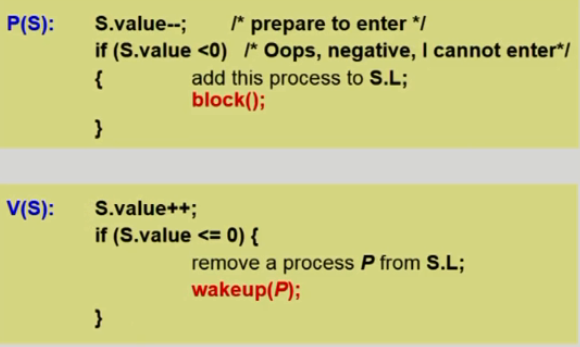 P(S): S.value--; /* prepare to enter */
if (S.value <0) /* Oops, negative, I cannot enter*/
{ add this process to S.L;
block();
}
V(S): S.value++;
if (S.value <= 0) {
remove a process P from S.L;
wakeup(P);
}